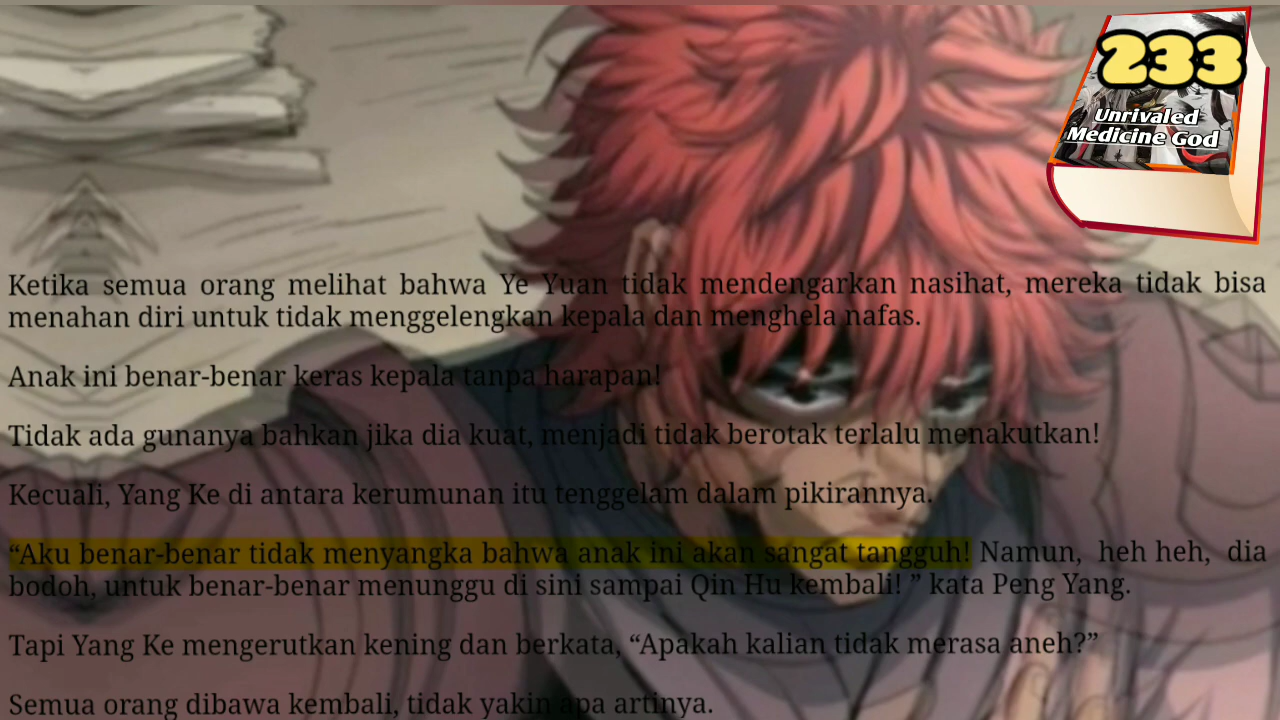 233
Unrivaled
Medicine God
Ketika semua orang melihat bahwa Ye Yuan tidak mendengarkan nasihat, mereka tidak bisa
menahan diri untuk tidak menggelengkan kepala dan menghela nafas.
Anak ini benar-benar keras kepala tanpa harapan!
Tidak ada gunanya bahkan jika dia kuat, menjadi tidak berotak terlalu menakutkan!
Kecuali, Yang Ke di antara kerumunan itu tenggelam dalam pikirannya.
“Aku benar-benar tidak menyangka bahwa anak ini akan sangat tangguh! Namun, heh heh, dia
bodoh, untuk benar-benar menunggu di sini sampai Qin Hu kembali! ” kata Peng Yang.
Tapi Yang Ke mengerutkan kening dan berkata, “Apakah kalian tidak merasa aneh?”
Semua orang dibawa kembali, tidak yakin apa artinya.